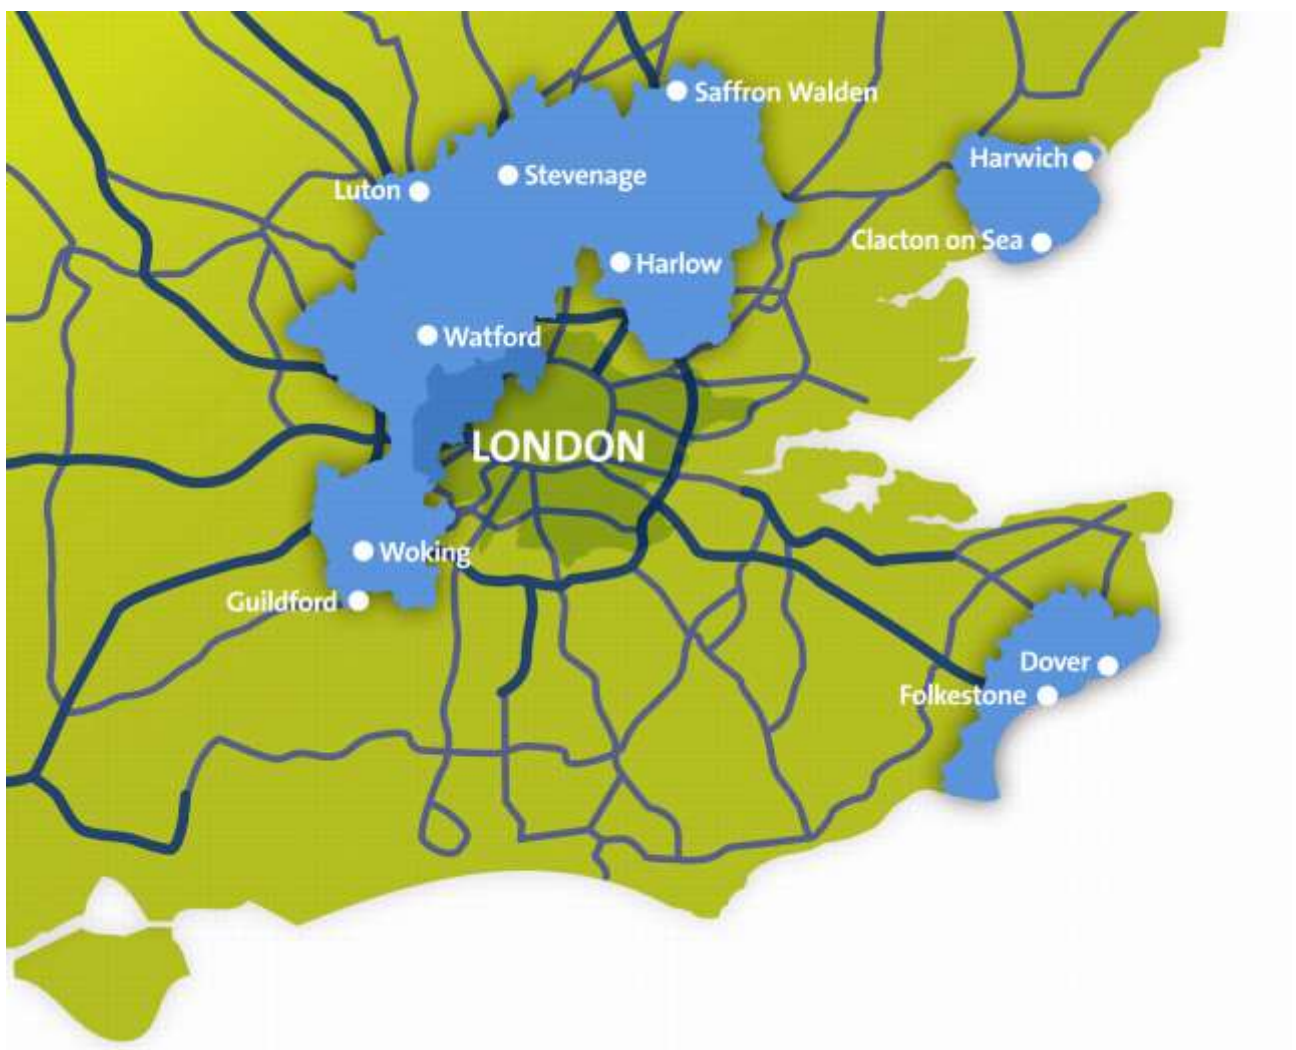 Saffron Walden
Harwich
Stevenage
Luton
Clacton on Sea
Harlow
Watford
LONDON
Woking
Guildford
Dover
Folkestone